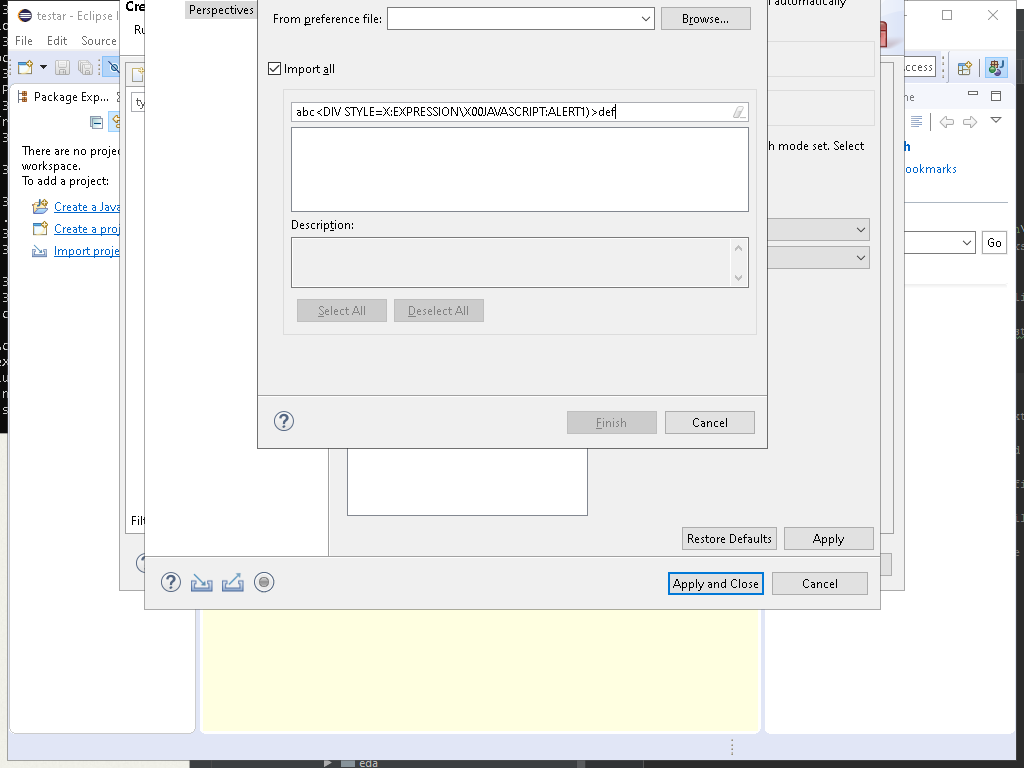 testar - Eclipse I
Cre
Perspectives
automatically
From preference file:
Browse...
Ru
File Edit Source
ccess
Import all
Package Exp...
ty
ne
abc<DIV STYLE=X:EXPRESSION\X00JAVASCRIPT:ALERT1)>def
h mode set. Select
h
There are no projec
workspace.
To add a project:
ookmarks
Create a Java
Create a proj
Import proje
Description:
Go
Select All
Deselect All
Finish
Cancel
Filt
Restore Defaults
Apply
Apply and Close
Cancel
eda